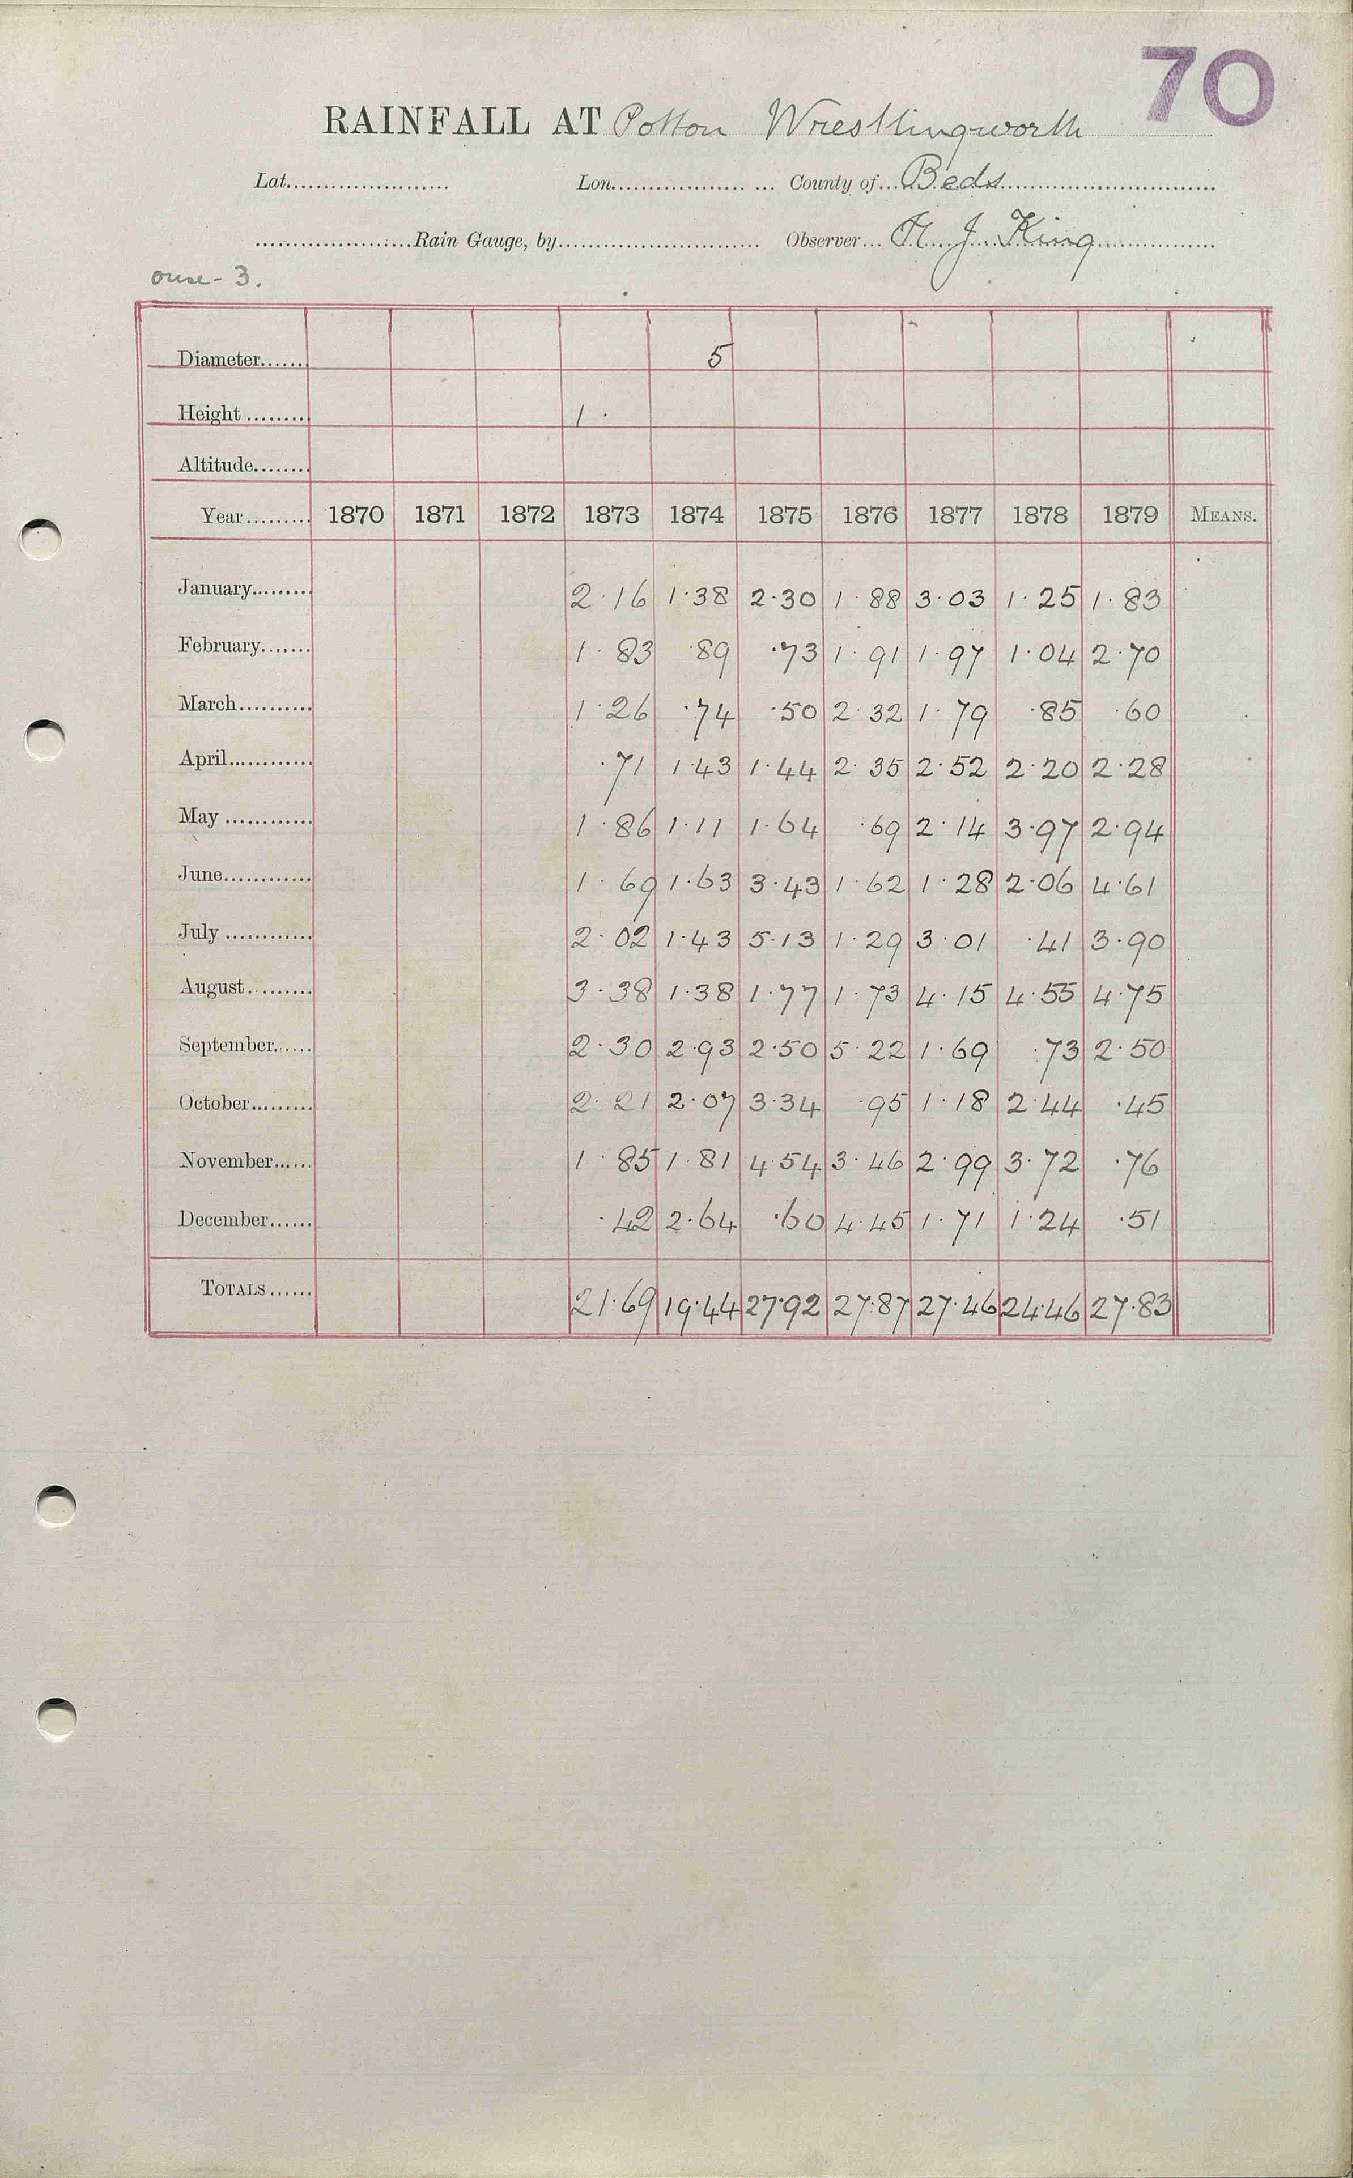 70
RAINFALL AT Potton Wrestlingworth
Lat. Lon. County of Beds
Rain Gauge, by Observer H. J. King
ouse - 3.
Diameter 5
Height 1 ·
Altitude
Year 1870 1871 1872 1873 1874 1875 1876 1877 1878 1879 MEANS.
January 2·16 1·38 2·30 1·88 3·03 1·25 1·83
February 1·83 ·89 ·73 1·91 1·97 1·04 2·70
March 1·26 ·74 ·50 2·32 1·79 ·85 ·60
April ·71 1·43 1·44 2·35 2·52 2·20 2·28
May 1·86 1·11 1·64 ·69 2·14 3·97 2·94
June 1·69 1·63 3·43 1·62 1·28 2·06 4·61
July 2·02 1·43 5·13 1·29 3·01 ·41 3·90
August 3·38 1·38 1·77 1·73 4·15 4·55 4·75
September 2·30 2·93 2·50 5·22 1·69 ·73 2·50
October 2·21 2·07 3·34 ·95 1·18 2·44 ·45
November 1·85 1·81 4·54 3·46 2·99 3·72 ·76
December ·42 2·64 ·60 4·45 1·71 1·24 ·51
TOTALS 21·69 19·44 27·92 27·87 27·46 24·46 27·83